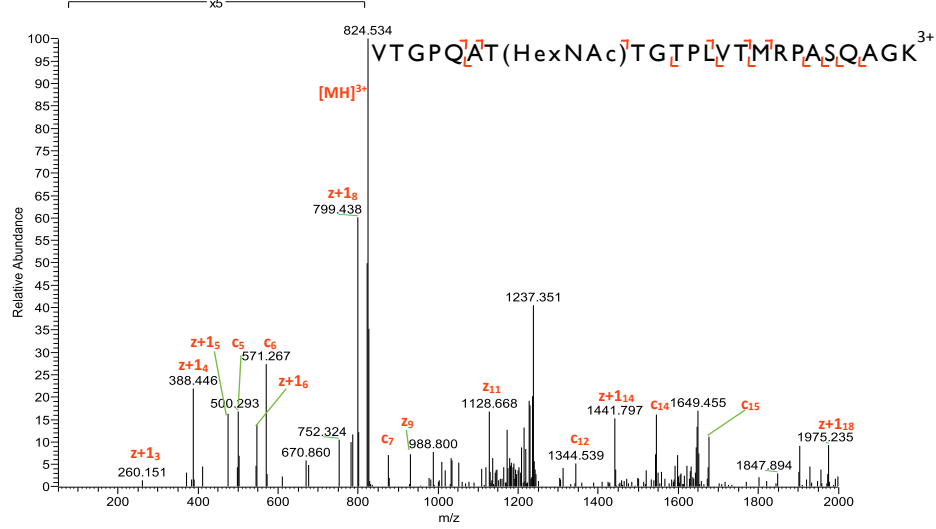 x5
824.534
VTGPQAT(HexNAc)TGTPLVTMRPASQAGK 3+
[MH]3+
z+18
799.438
1237.351
z+15 c5 c6
571.267
z+14
388.446
z+16
500.293
z11
1128.668
z+114
1441.797
c14
1649.455
c15
z+118
1975.235
752.324
670.860
c7
z9
988.800
c12
1344.539
1847.894
z+13
260.151
100
95
90
85
80
75
70
65
60
55
50
45
40
35
30
25
20
15
10
5
0
Relative Abundance
200 400 600 800 1000 1200 1400 1600 1800 2000
m/z